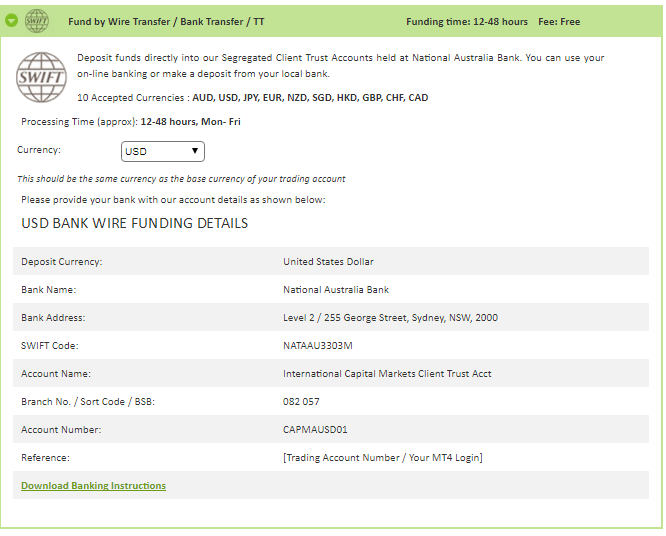 SWIFT Fund by Wire Transfer / Bank Transfer / TT Funding time: 12-48 hours Fee: Free
SWIFT
Deposit funds directly into our Segregated Client Trust Accounts held at National Australia Bank. You can use your
on-line banking or make a deposit from your local bank.
10 Accepted Currencies : AUD, USD, JPY, EUR, NZD, SGD, HKD, GBP, CHF, CAD
Processing Time (approx): 12-48 hours, Mon- Fri
Currency: USD
This should be the same currency as the base currency of your trading account
Please provide your bank with our account details as shown below:
USD BANK WIRE FUNDING DETAILS
Deposit Currency: United States Dollar
Bank Name: National Australia Bank
Bank Address: Level 2 / 255 George Street, Sydney, NSW, 2000
SWIFT Code: NATAAU3303M
Account Name: International Capital Markets Client Trust Acct
Branch No. / Sort Code / BSB: 082 057
Account Number: CAPMAUSD01
Reference: [Trading Account Number / Your MT4 Login]
Download Banking Instructions